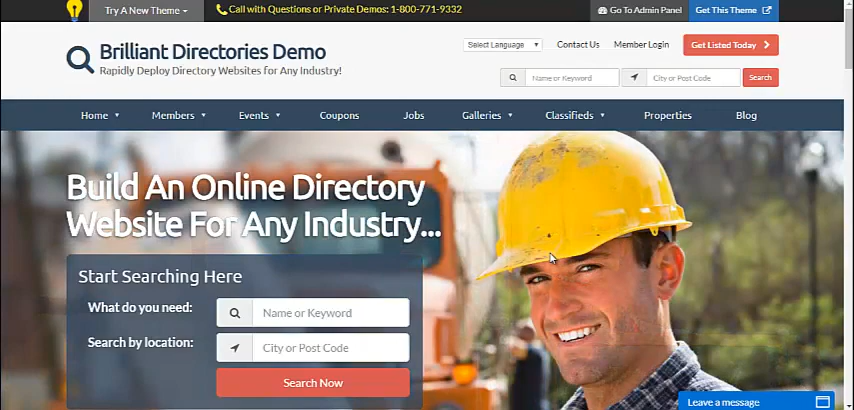 Try A New Theme
Call with Questions or Private Demos: 1-800-771-9332
Go To Admin Panel
Get This Theme
Brilliant Directories Demo
Rapidly Deploy Directory Websites for Any Industry!
Select Language
Contact Us
Member Login
Get Listed Today
Name or Keyword
City or Post Code
Search
Home
Members
Events
Coupons
Jobs
Galleries
Classifieds
Properties
Blog
Build An Online Directory
Website For Any Industry...
Start Searching Here
What do you need:
Name or Keyword
Search by location:
City or Post Code
Search Now
Leave a message